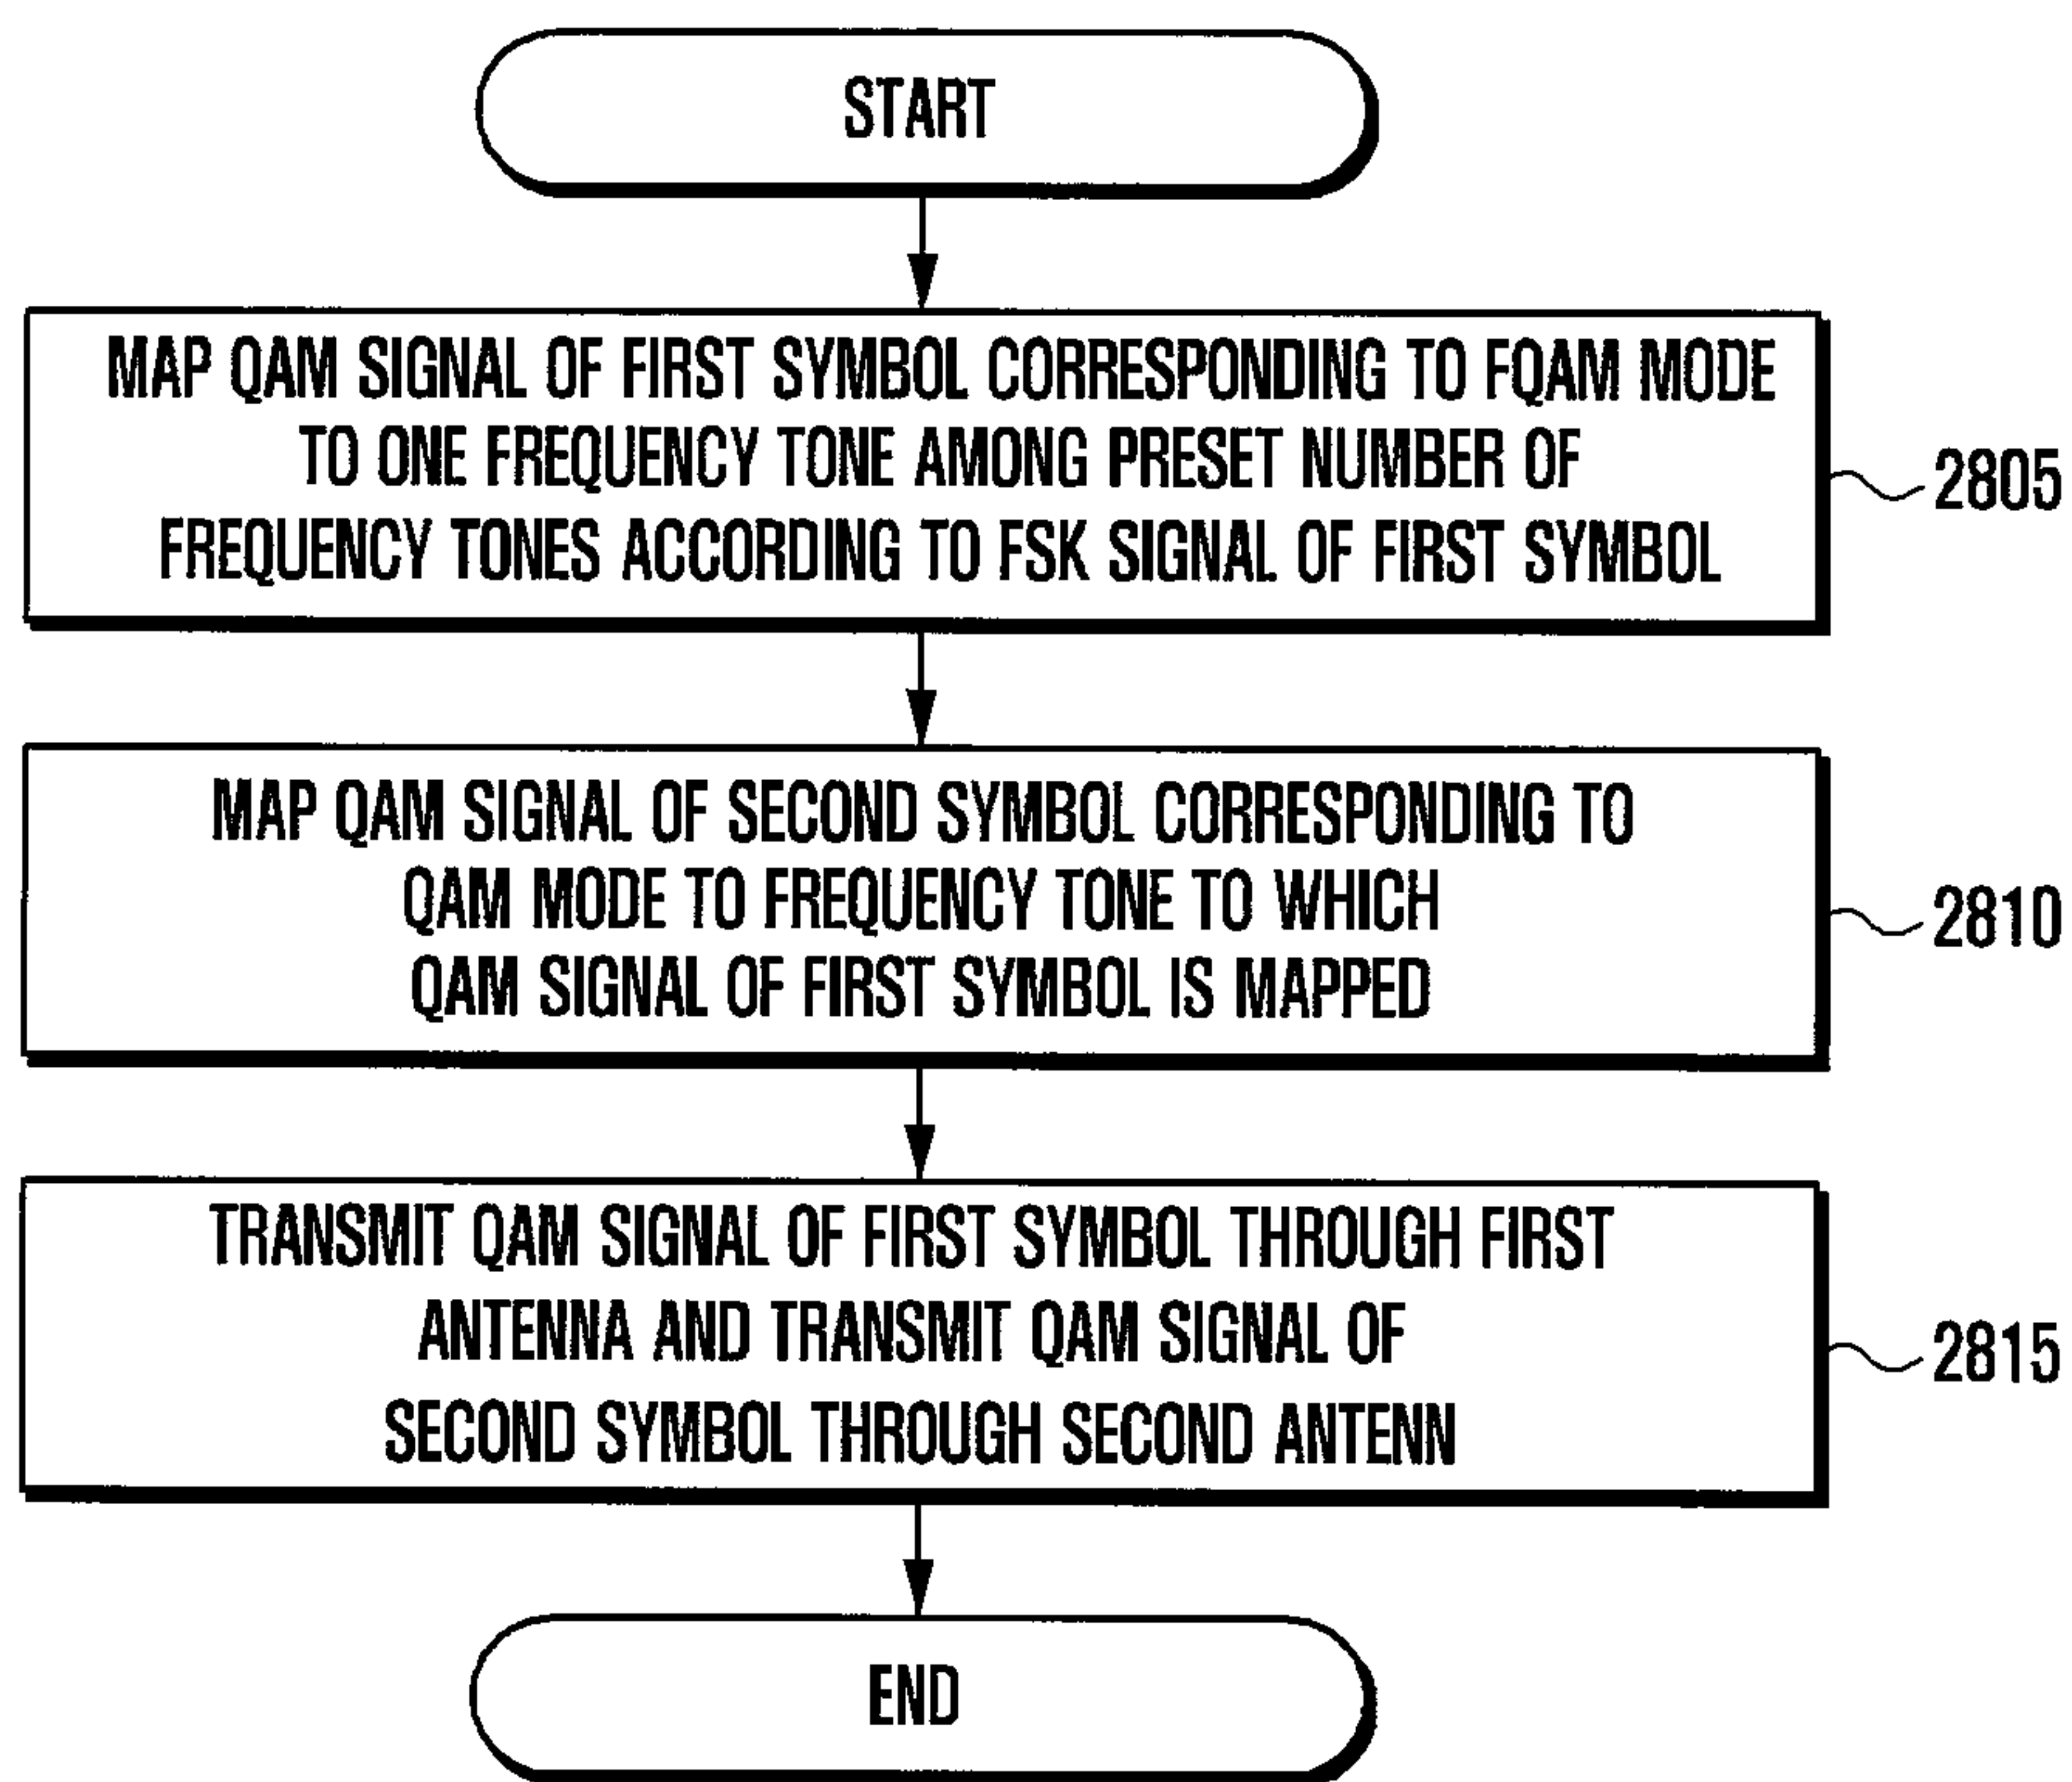 START
MAP QAM SIGNAL OF FIRST SYMBOL CORRESPONDING TO FQAM MODE
TO ONE FREQUENCY TONE AMONG PRESET NUMBER OF
FREQUENCY TONES ACCORDING TO FSK SIGNAL OF FIRST SYMBOL
2805
MAP QAM SIGNAL OF SECOND SYMBOL CORRESPONDING TO
QAM MODE TO FREQUENCY TONE TO WHICH
QAM SIGNAL OF FIRST SYMBOL IS MAPPED
2810
TRANSMIT QAM SIGNAL OF FIRST SYMBOL THROUGH FIRST
ANTENNA AND TRANSMIT QAM SIGNAL OF
SECOND SYMBOL THROUGH SECOND ANTENN
2815
END